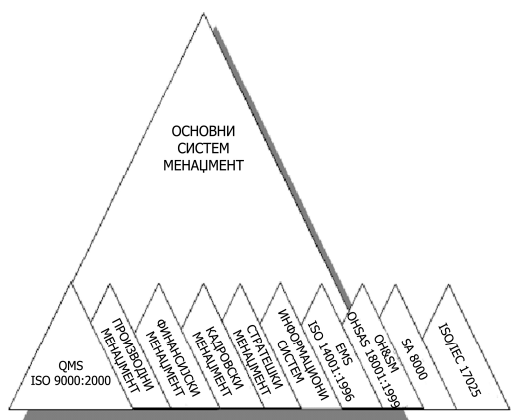 ОСНОВНИ
СИСТЕМ
МЕНАЏМЕНТ
QMS
ISO 9000:2000
ПРОИЗВОДНИ
МЕНАЏМЕНТ
ФИНАНСИЈСКИ
МЕНАЏМЕНТ
КАДРОВСКИ
МЕНАЏМЕНТ
СТРАТЕШКИ
МЕНАЏМЕНТ
ИНФОРМАЦИОНИ
СИСТЕМ
EMS
ISO 14001:1996
OH&SM
OHSAS 18001:1999
SA 8000
ISO/IEC 17025